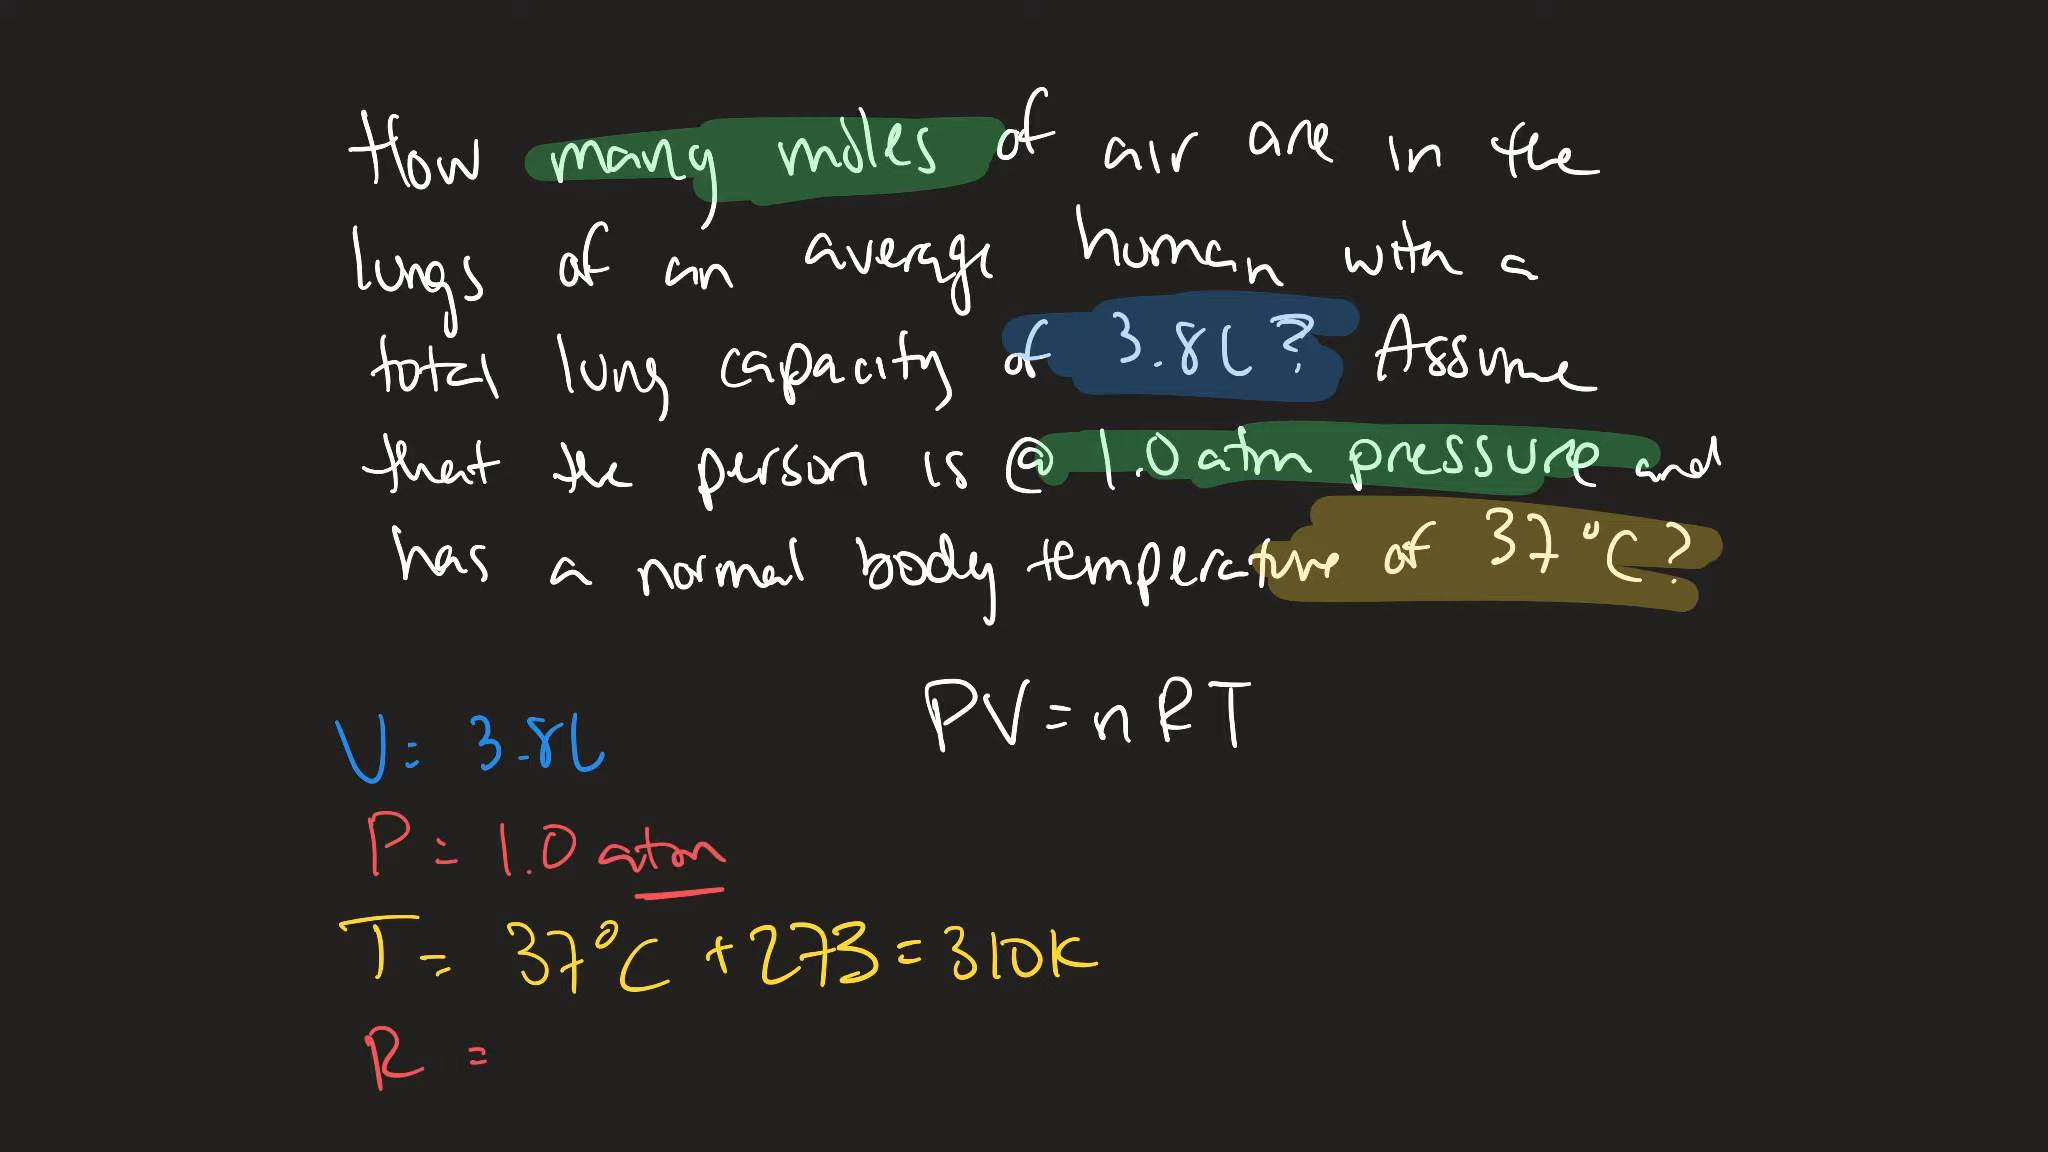 How many moles of air are in the
lungs of an average human with a
total lung capacity of 3.8L? Assume
that the person is @ 1.0 atm pressure and
has a normal body temperature of 37°C?
PV = nRT
V = 3.8L
P = 1.0 atm
T = 37°C + 273 = 310K
R =